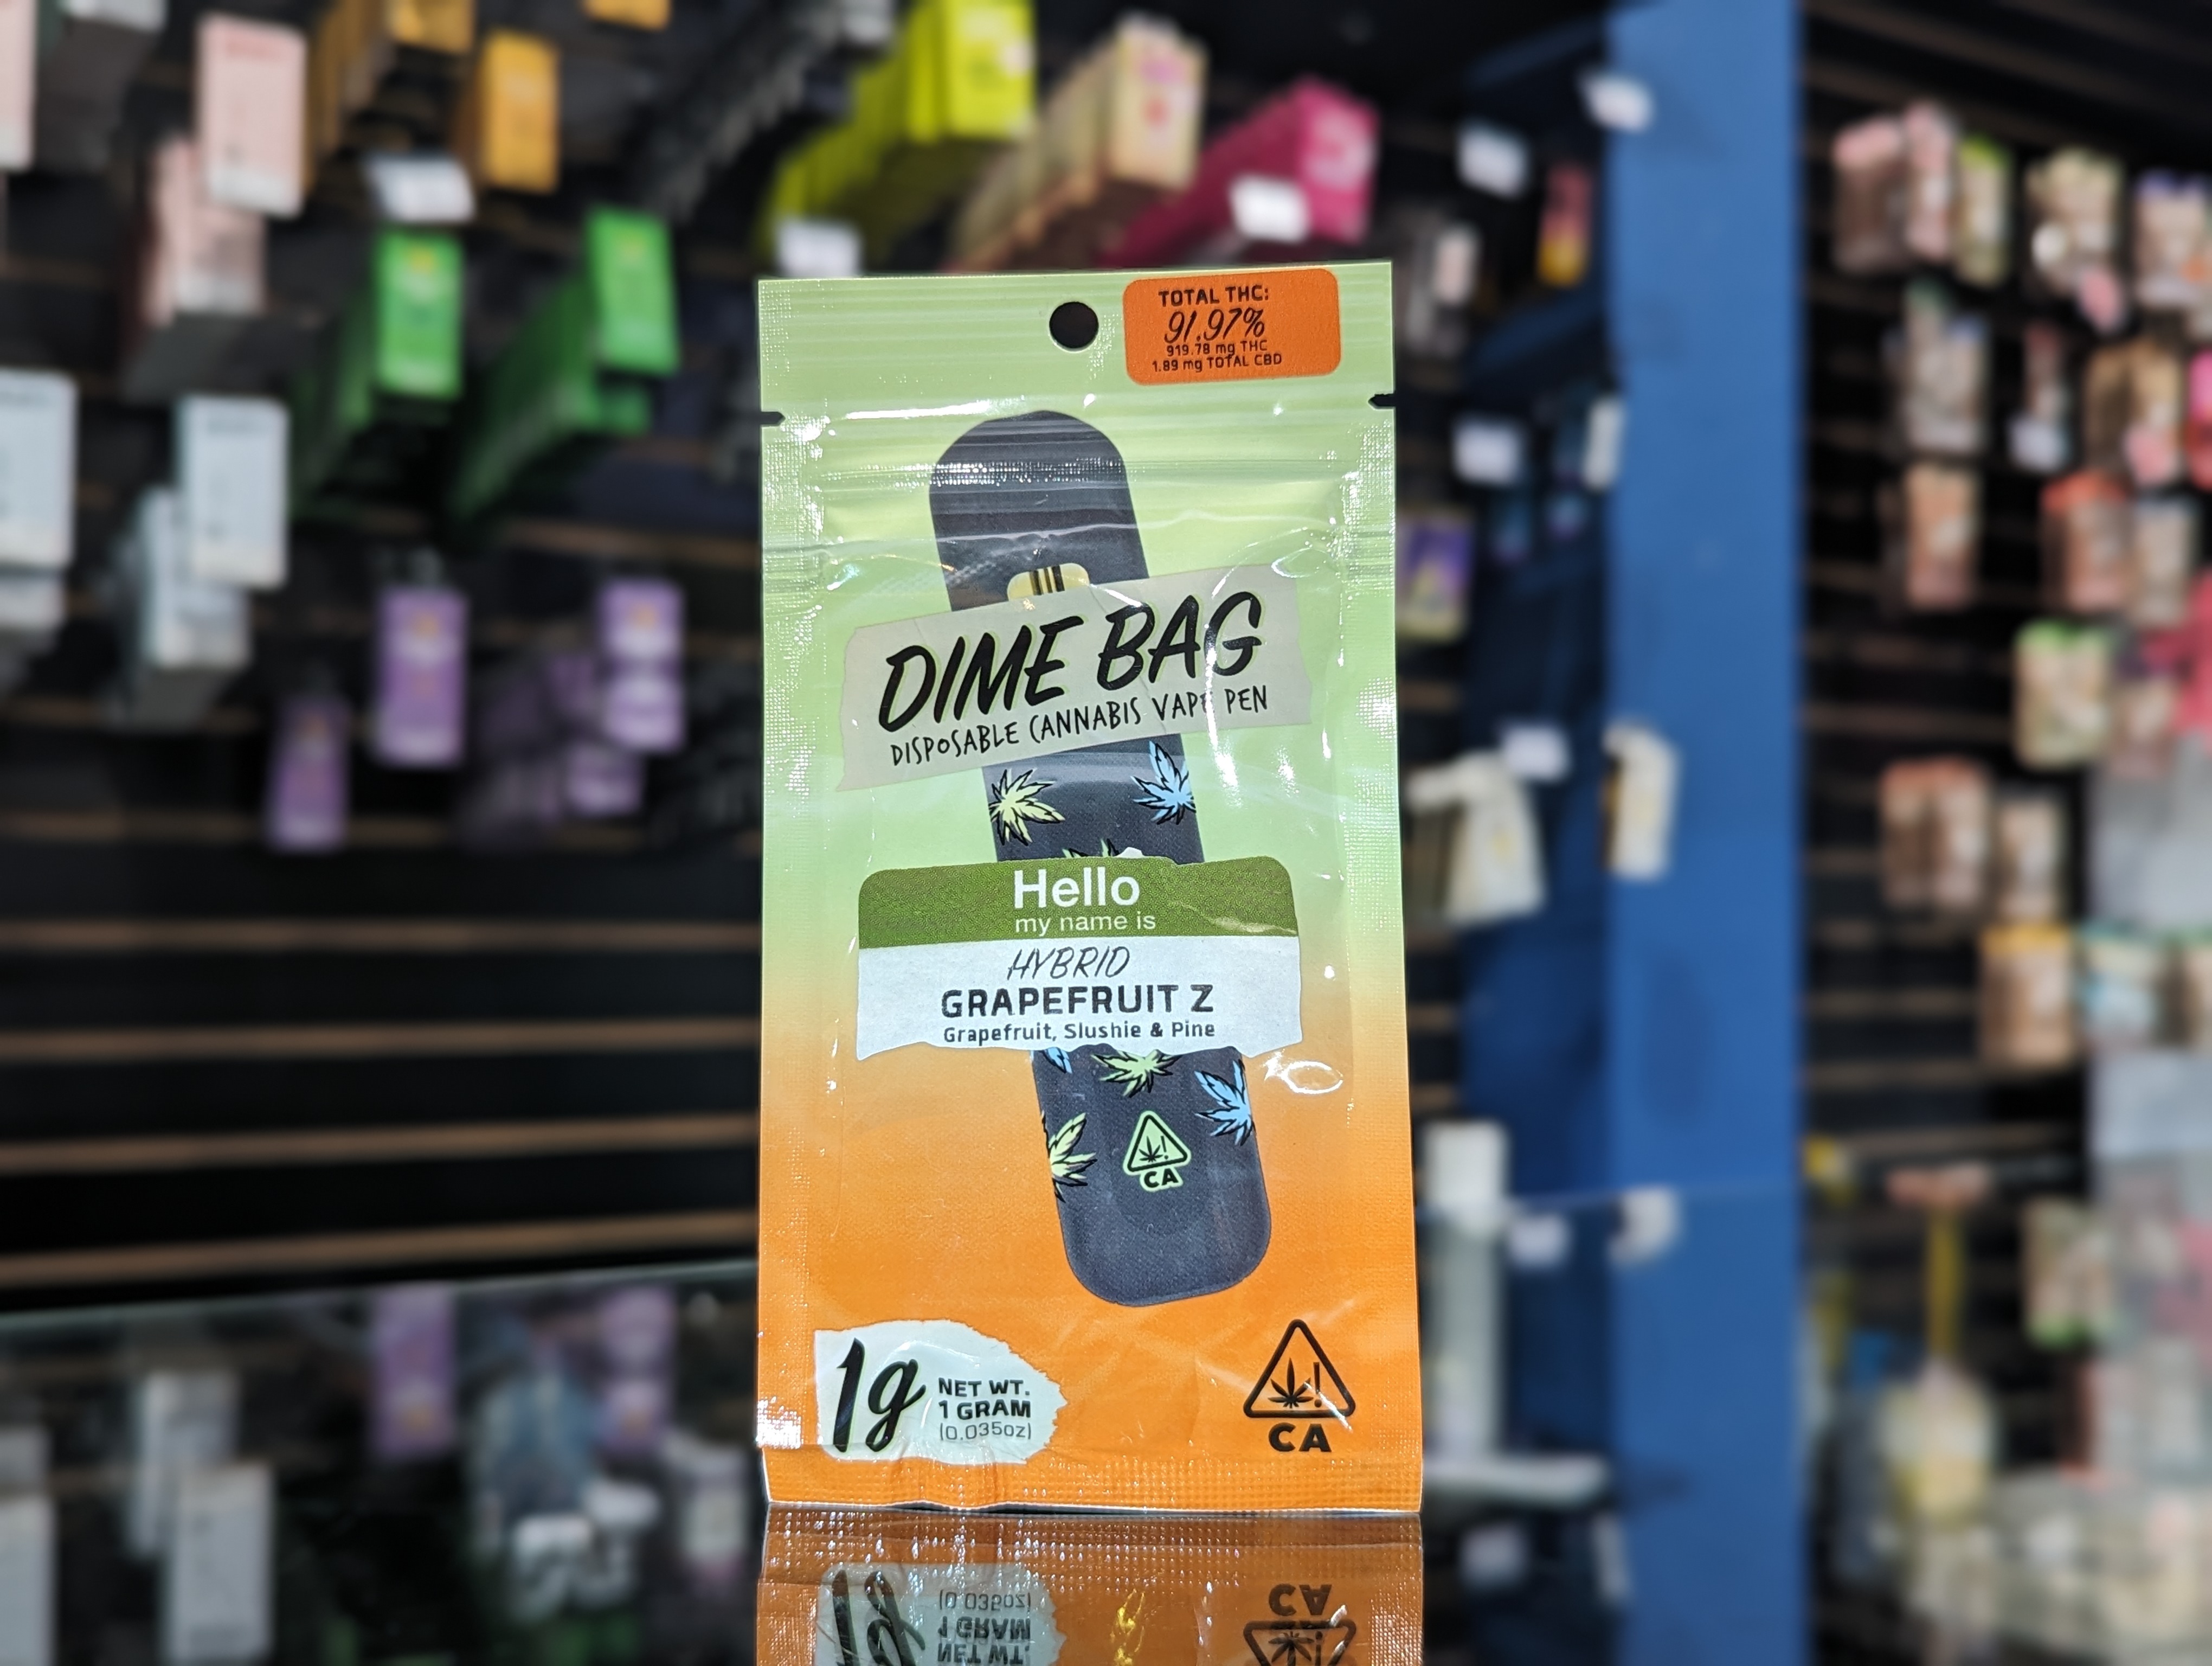 TOTAL THC:
91.97%
919.78 mg THC
1.89 mg TOTAL CBD
DIME BAG
DISPOSABLE CANNABIS VAPE PEN
Hello
my name is
HYBRID
GRAPEFRUIT Z
Grapefruit, Slushie & Pine
CA
1g
NET WT.
1 GRAM
(0.035oz)
CA